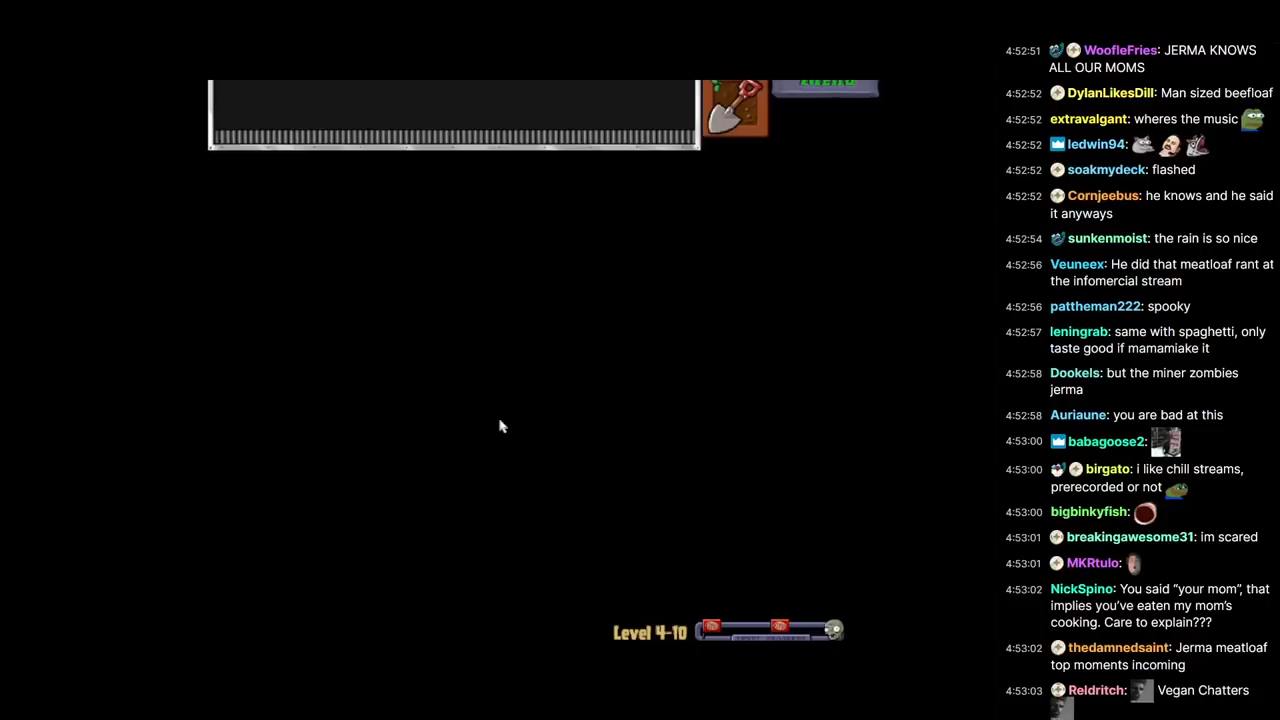 4:52:51 WoofleFries: JERMA KNOWS
ALL OUR MOMS
4:52:52 DylanLikesDill: Man sized beefloaf
4:52:52 extravalgant: wheres the music
4:52:52 ledwin94:
4:52:52 soakmydeck: flashed
4:52:52 Cornjeebus: he knows and he said
it anyways
4:52:54 sunkenmoist: the rain is so nice
4:52:56 Veuneex: He did that meatloaf rant at
the infomercial stream
4:52:56 pattheman222: spooky
4:52:57 leningrab: same with spaghetti, only
taste good if mamamiake it
4:52:58 Dookels: but the miner zombies
jerma
4:52:58 Auriaune: you are bad at this
4:53:00 babagoose2:
4:53:00 birgato: i like chill streams,
prerecorded or not
4:53:00 bigbinkyfish:
4:53:01 breakingawesome31: im scared
4:53:01 MKRtulo:
4:53:02 NickSpino: You said “your mom”, that
implies you’ve eaten my mom’s
cooking. Care to explain???
4:53:02 thedamnedsaint: Jerma meatloaf
top moments incoming
4:53:03 Reldritch: Vegan Chatters
Level 4-10